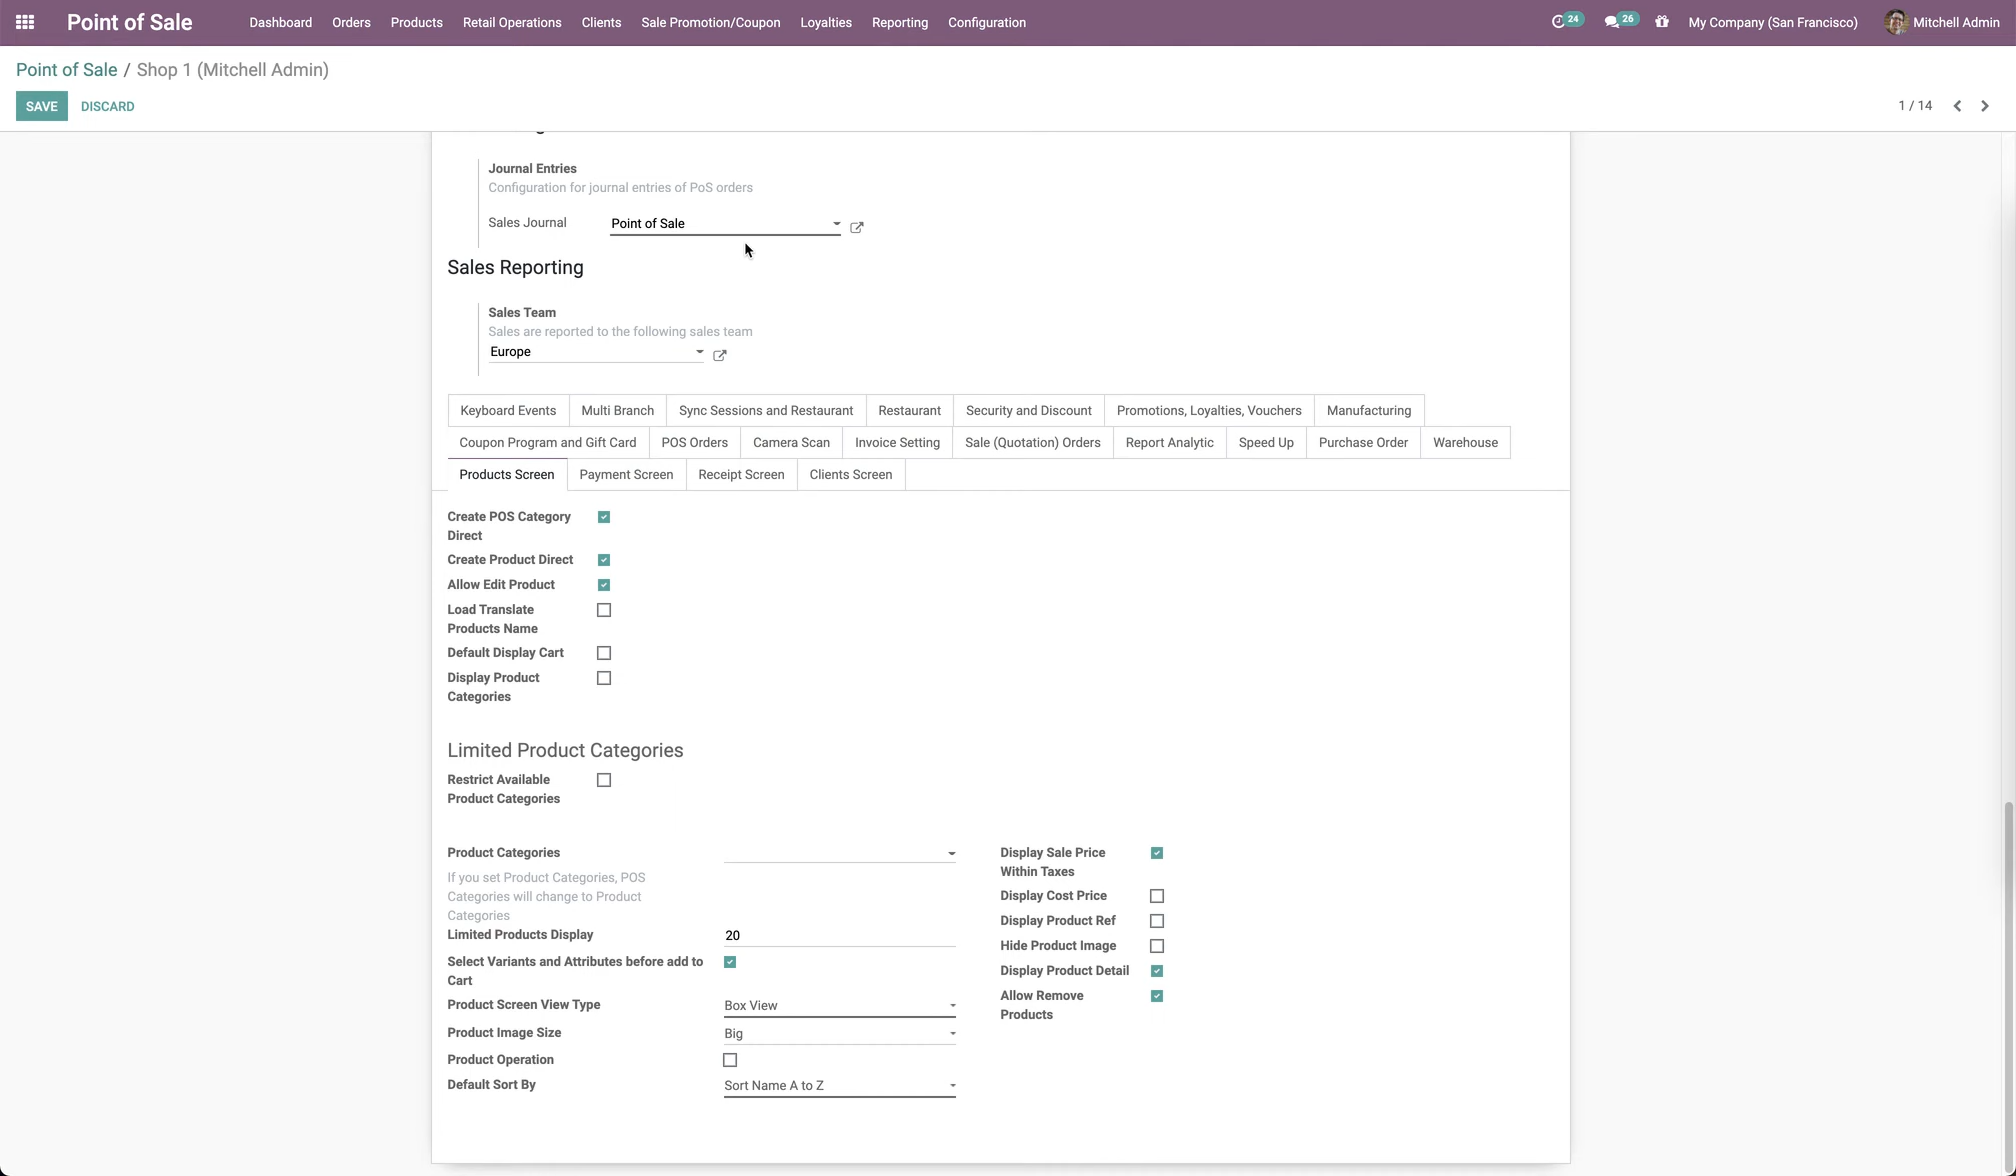 Point of Sale
Dashboard Orders Products Retail Operations Clients Sale Promotion/Coupon Loyalties Reporting Configuration
24 26 My Company (San Francisco) Mitchell Admin
Point of Sale / Shop 1 (Mitchell Admin)
SAVE DISCARD
1 / 14
Journal Entries
Configuration for journal entries of PoS orders
Sales Journal Point of Sale
Sales Reporting
Sales Team
Sales are reported to the following sales team
Europe
Keyboard Events Multi Branch Sync Sessions and Restaurant Restaurant Security and Discount Promotions, Loyalties, Vouchers Manufacturing
Coupon Program and Gift Card POS Orders Camera Scan Invoice Setting Sale (Quotation) Orders Report Analytic Speed Up Purchase Order Warehouse
Products Screen Payment Screen Receipt Screen Clients Screen
Create POS Category
Direct
Create Product Direct
Allow Edit Product
Load Translate
Products Name
Default Display Cart
Display Product
Categories
Limited Product Categories
Restrict Available
Product Categories
Product Categories
If you set Product Categories, POS
Categories will change to Product
Categories
Limited Products Display 20
Select Variants and Attributes before add to
Cart
Product Screen View Type Box View
Product Image Size Big
Product Operation
Default Sort By Sort Name A to Z
Display Sale Price
Within Taxes
Display Cost Price
Display Product Ref
Hide Product Image
Display Product Detail
Allow Remove
Products